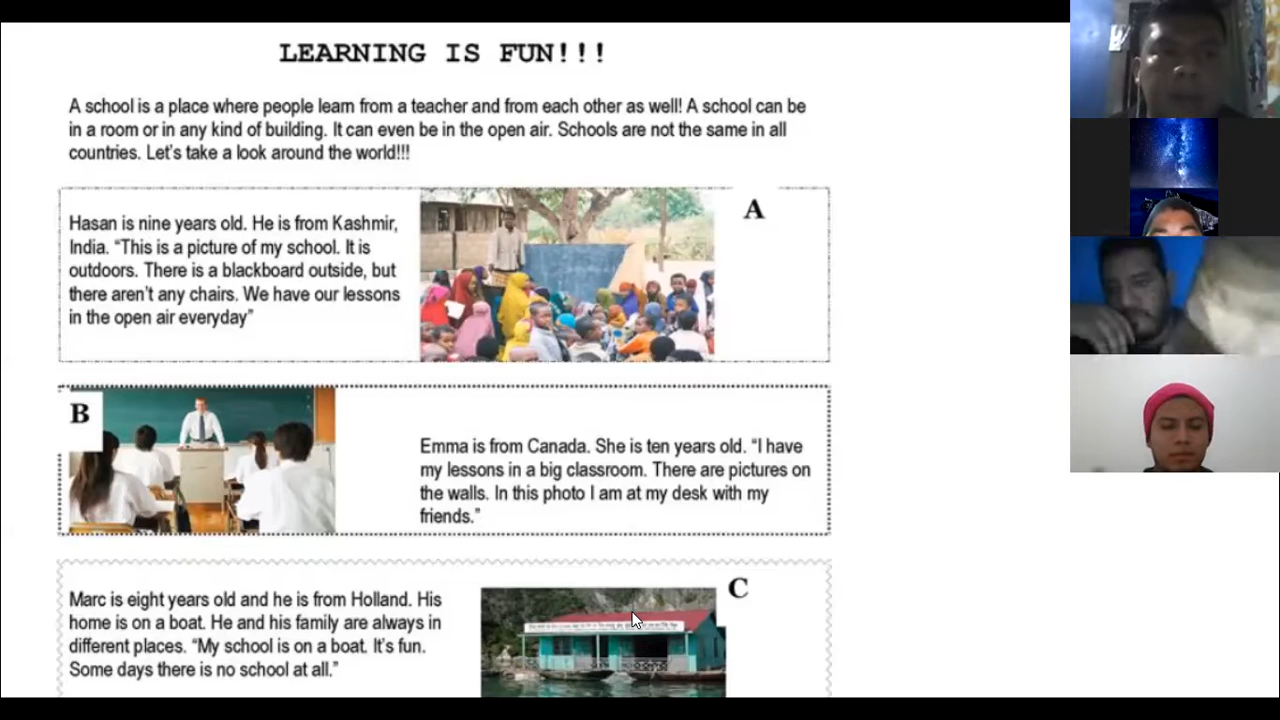 LEARNING IS FUN!!!
A school is a place where people learn from a teacher and from each other as well! A school can be
in a room or in any kind of building. It can even be in the open air. Schools are not the same in all
countries. Let's take a look around the world!!!
A
Hasan is nine years old. He is from Kashmir,
India. “This is a picture of my school. It is
outdoors. There is a blackboard outside, but
there aren't any chairs. We have our lessons
in the open air everyday”
B
Emma is from Canada. She is ten years old. “I have
my lessons in a big classroom. There are pictures on
the walls. In this photo I am at my desk with my
friends.”
C
Marc is eight years old and he is from Holland. His
home is on a boat. He and his family are always in
different places. “My school is on a boat. It's fun.
Some days there is no school at all.”